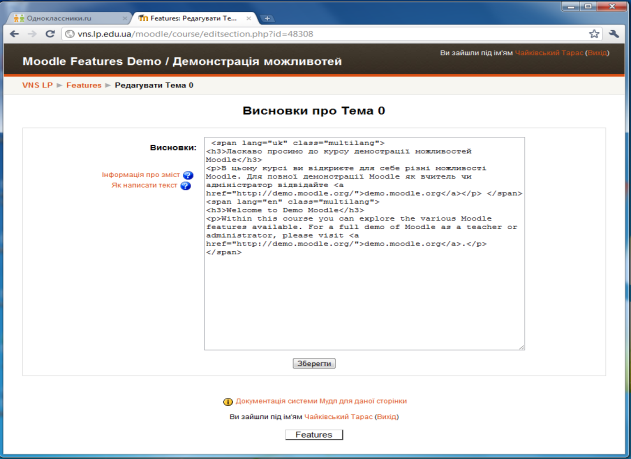 Одноклассники.ru
Features: Редагувати Те...
vns.lp.edu.ua/moodle/course/editsection.php?id=48308
Ви зайшли під ім'ям Чайківський Тарас (Вихід)
Moodle Features Demo / Демонстрація можливотей
VNS LP ► Features ► Редагувати Тема 0
Висновки про Тема 0
Висновки:
Інформація про зміст
Як написати текст
<span lang="uk" class="multilang">
<h3>Ласкаво просимо до курсу демострації можливостей
Moodle</h3>
<p>В цьому курсі ви відкриєте для себе різні можливості
Moodle. Для повної демонстрації Moodle як вчитель чи
адміністратор відвідайте <a
href="http://demo.moodle.org/">demo.moodle.org</a></p> </span>
<span lang="en" class="multilang">
<h3>Welcome to Demo Moodle</h3>
<p>Within this course you can explore the various Moodle
features available. For a full demo of Moodle as a teacher or
administrator, please visit <a
href="http://demo.moodle.org/">demo.moodle.org</a>.</p>
</span>
Зберегти
Документація системи Мудл для даної сторінки
Ви зайшли під ім'ям Чайківський Тарас (Вихід)
Features